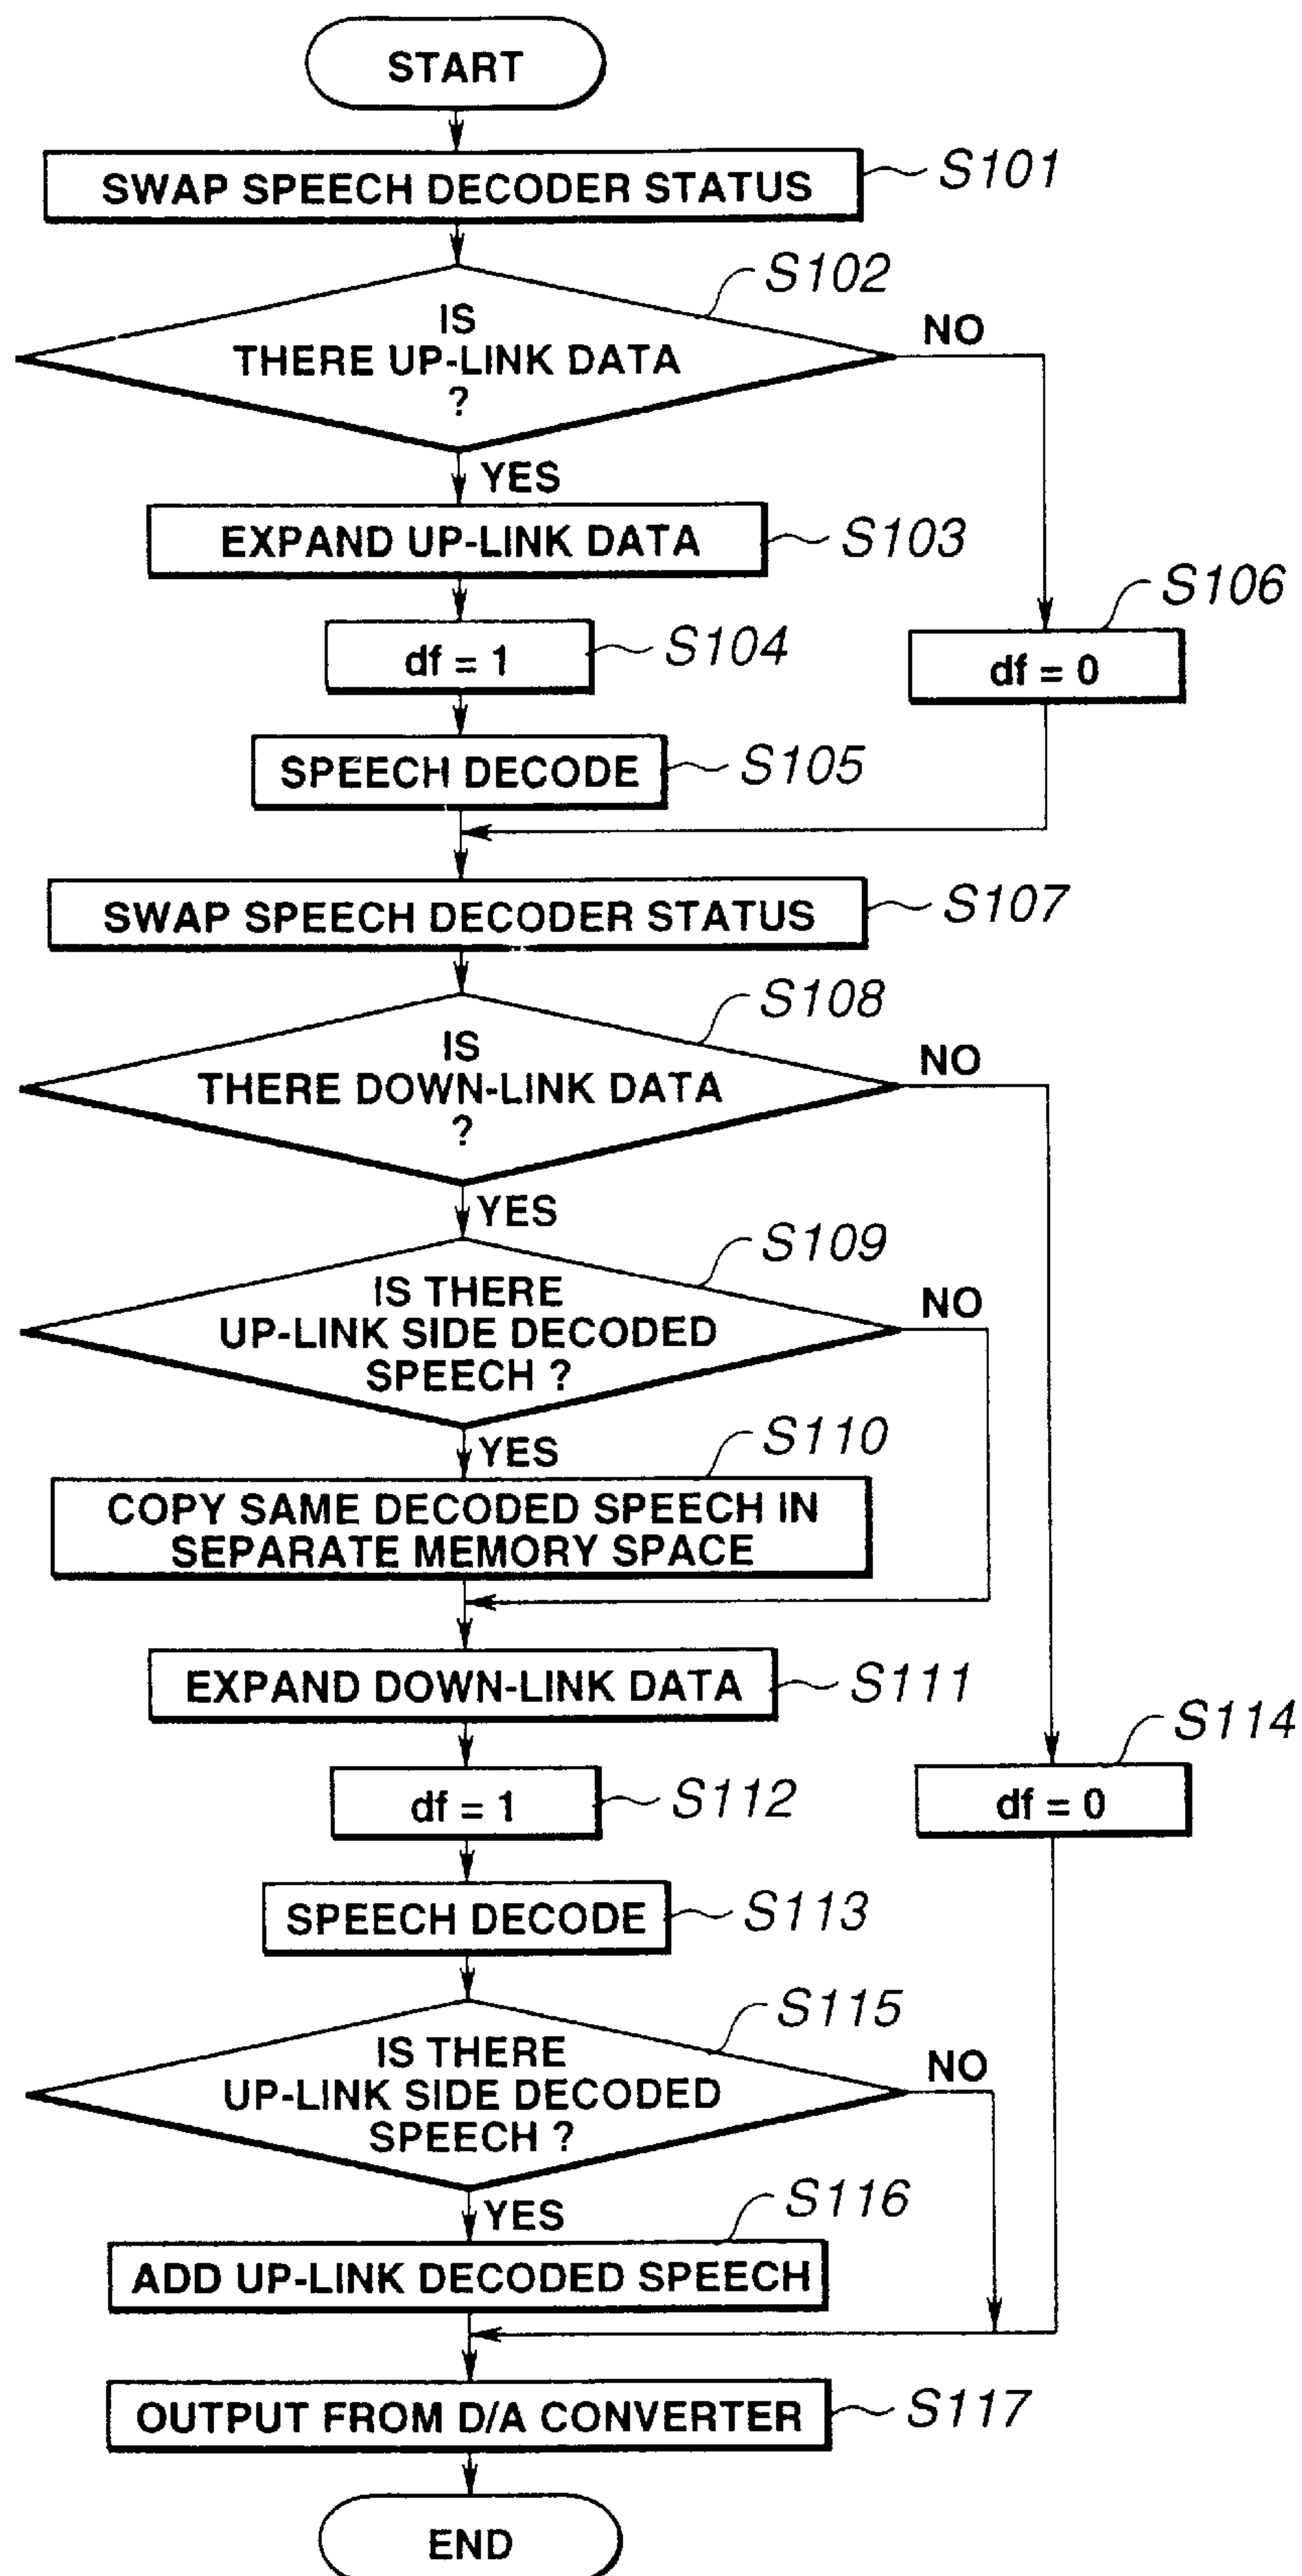 START
SWAP SPEECH DECODER STATUS
S101
S102
IS
THERE UP-LINK DATA
?
NO
YES
EXPAND UP-LINK DATA
S103
S106
df = 1
S104
df = 0
SPEECH DECODE
S105
SWAP SPEECH DECODER STATUS
S107
S108
IS
THERE DOWN-LINK DATA
?
NO
YES
S109
IS THERE
UP-LINK SIDE DECODED
SPEECH ?
NO
YES
S110
COPY SAME DECODED SPEECH IN
SEPARATE MEMORY SPACE
EXPAND DOWN-LINK DATA
S111
S114
df = 1
S112
df = 0
SPEECH DECODE
S113
S115
IS THERE
UP-LINK SIDE DECODED
SPEECH ?
NO
YES
S116
ADD UP-LINK DECODED SPEECH
OUTPUT FROM D/A CONVERTER
S117
END